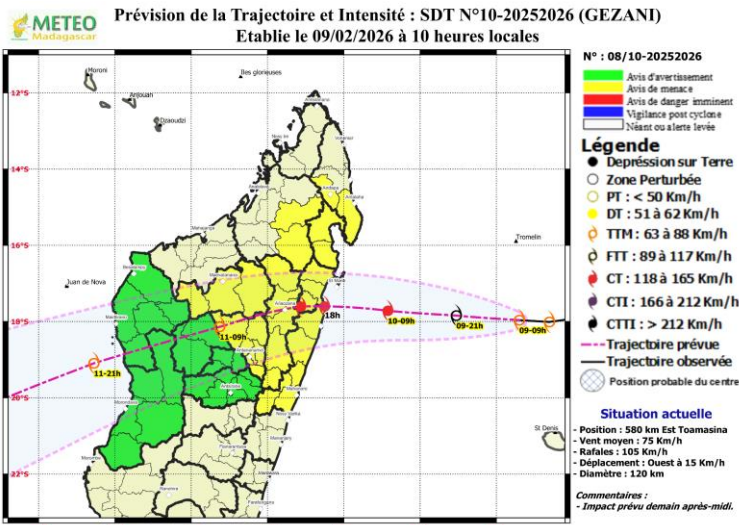 METEO
Madagascar
Prévision de la Trajectoire et Intensité : SDT N°10-20252026 (GEZANI)
Etablie le 09/02/2026 à 10 heures locales
N° : 08/10-20252026
Avis d'avertissement
Avis de menace
Avis de danger imminent
Vigilance post cyclone
Néant ou alerte levée
Légende
Depréssion sur Terre
Zone Perturbée
PT : < 50 Km/h
DT : 51 à 62 Km/h
TTM : 63 à 88 Km/h
FTT : 89 à 117 Km/h
CT : 118 à 165 Km/h
CTI : 166 à 212 Km/h
CTTI : > 212 Km/h
Trajectoire prévue
Trajectoire observée
Position probable du centre
Situation actuelle
- Position : 580 km Est Toamasina
- Vent moyen : 75 Km/h
- Rafales : 105 Km/h
- Déplacement : Ouest à 15 Km/h
- Diamètre : 120 km
Commentaires :
- Impact prévu demain après-midi.
Moroni
Iles glorieuses
12°S
Anjouan
Dzaoudzi
14°S
16°S
Tromelin
Juan de Nova
18°S
18h
10-09h
09-21h
09-09h
11-09h
11-21h
20°S
St Denis
22°S